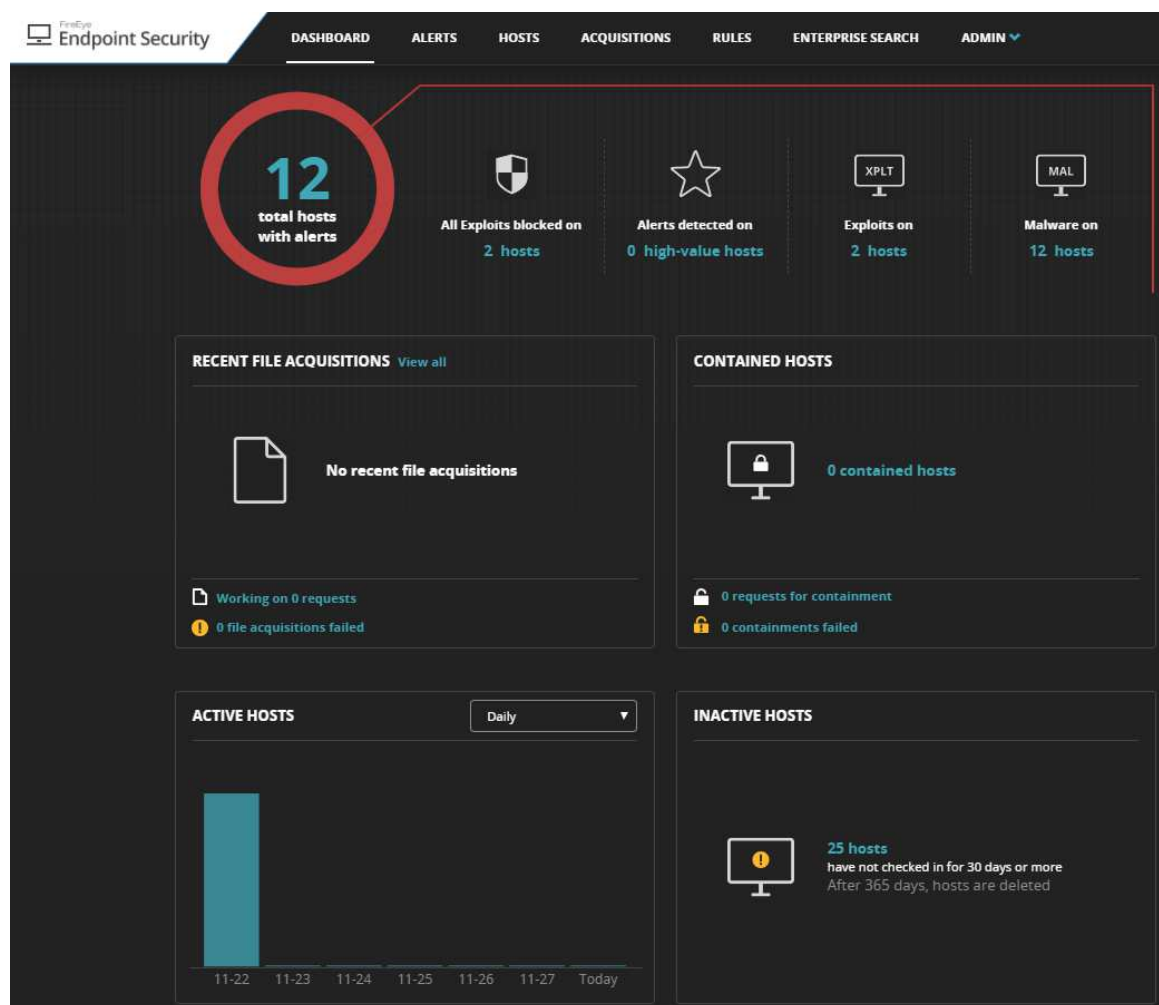 FireEye
Endpoint Security
DASHBOARD
ALERTS
HOSTS
ACQUISITIONS
RULES
ENTERPRISE SEARCH
ADMIN
12
total hosts
with alerts
All Exploits blocked on
2 hosts
Alerts detected on
0 high-value hosts
XPLT
Exploits on
2 hosts
MAL
Malware on
12 hosts
RECENT FILE ACQUISITIONS View all
No recent file acquisitions
Working on 0 requests
! 0 file acquisitions failed
CONTAINED HOSTS
0 contained hosts
0 requests for containment
0 containments failed
ACTIVE HOSTS
Daily
11-22 11-23 11-24 11-25 11-26 11-27 Today
INACTIVE HOSTS
!
25 hosts
have not checked in for 30 days or more
After 365 days, hosts are deleted